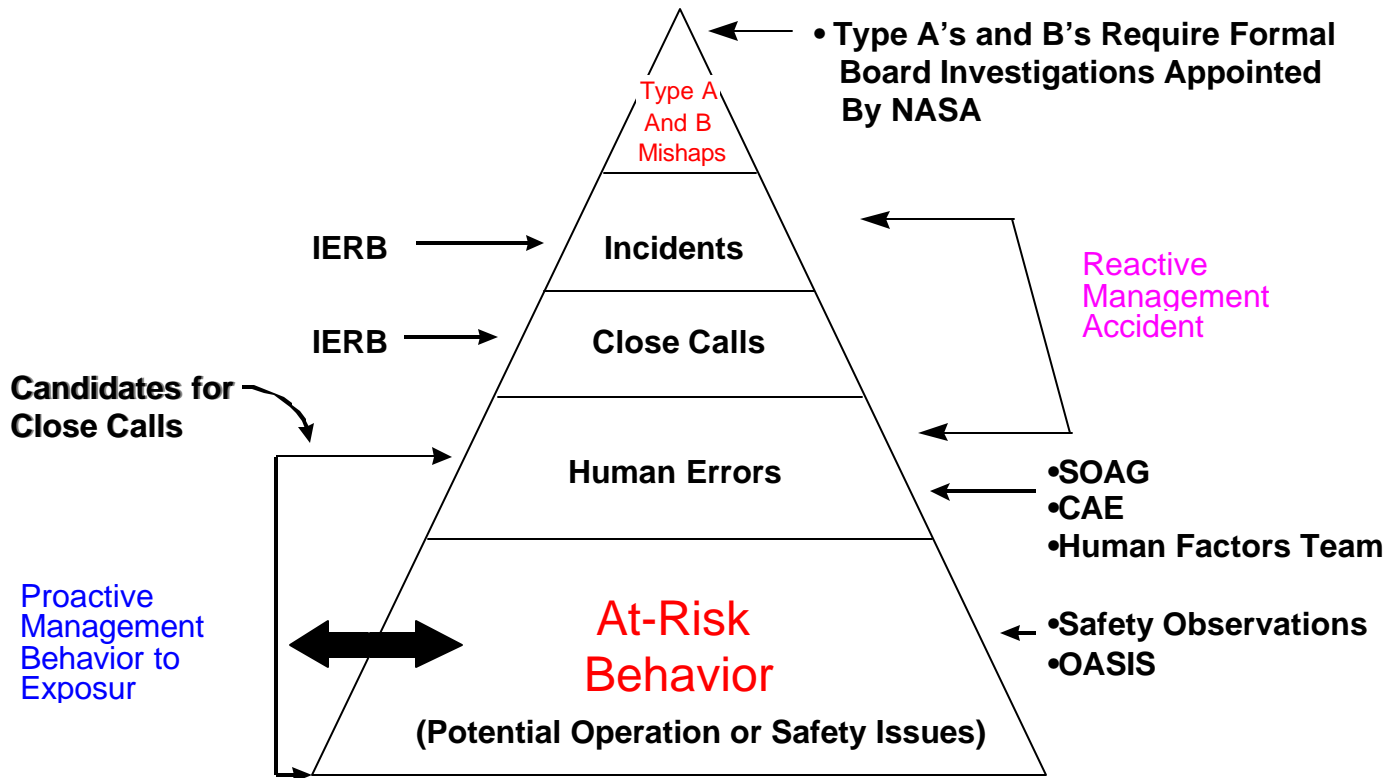 • Type A’s and B’s Require Formal
Board Investigations Appointed
By NASA
Type A
And B
Mishaps
IERB
Incidents
Reactive
Management
Accident
IERB
Close Calls
Candidates for
Close Calls
Human Errors
•SOAG
•CAE
•Human Factors Team
Proactive
Management
Behavior to
Exposur
At-Risk
Behavior
(Potential Operation or Safety Issues)
•Safety Observations
•OASIS